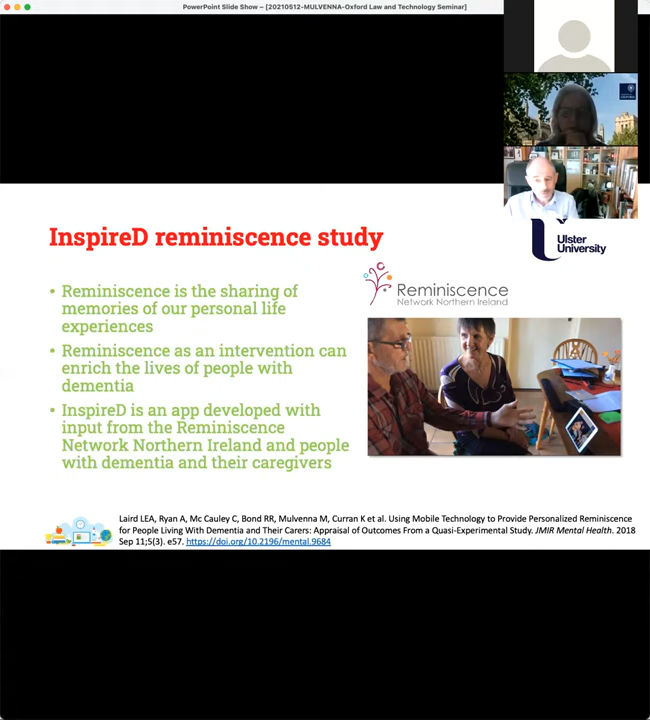 PowerPoint Slide Show – [20210512-MULVENNA-Oxford Law and Technology Seminar]
InspireD reminiscence study
Ulster
University
Reminiscence
Network Northern Ireland
• Reminiscence is the sharing of
memories of our personal life
experiences
• Reminiscence as an intervention can
enrich the lives of people with
dementia
• InspireD is an app developed with
input from the Reminiscence
Network Northern Ireland and people
with dementia and their caregivers
Laird LEA, Ryan A, Mc Cauley C, Bond RR, Mulvenna M, Curran K et al. Using Mobile Technology to Provide Personalized Reminiscence
for People Living With Dementia and Their Carers: Appraisal of Outcomes From a Quasi-Experimental Study. JMIR Mental Health. 2018
Sep 11;5(3). e57. https://doi.org/10.2196/mental.9684